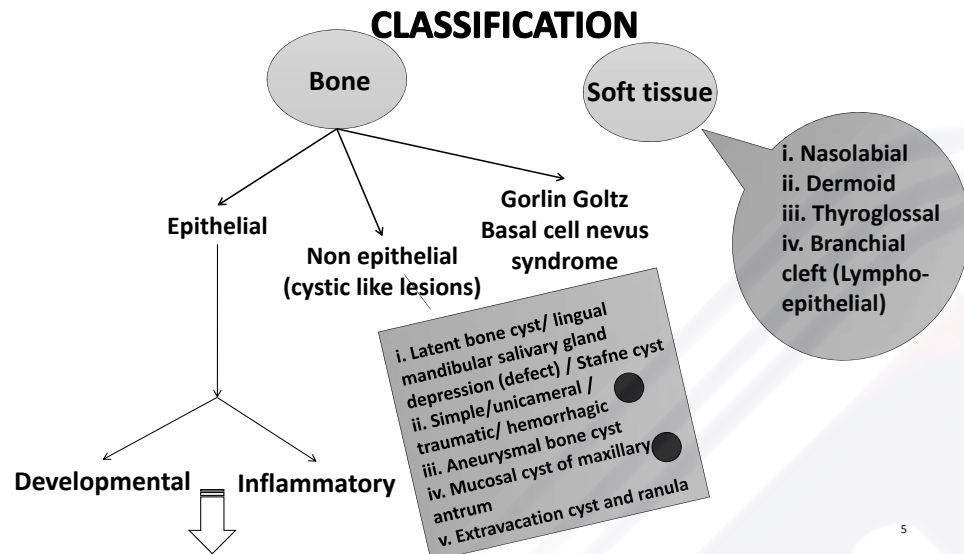 CLASSIFICATION
Bone
Soft tissue
i. Nasolabial
ii. Dermoid
iii. Thyroglossal
iv. Branchial
cleft (Lympho-
epithelial)
Epithelial
Non epithelial
(cystic like lesions)
Gorlin Goltz
Basal cell nevus
syndrome
i. Latent bone cyst/ lingual
mandibular salivary gland
depression (defect) / Stafne cyst
ii. Simple/unicameral /
traumatic/ hemorrhagic
iii. Aneurysmal bone cyst
iv. Mucosal cyst of maxillary
antrum
v. Extravacation cyst and ranula
Developmental
Inflammatory
5